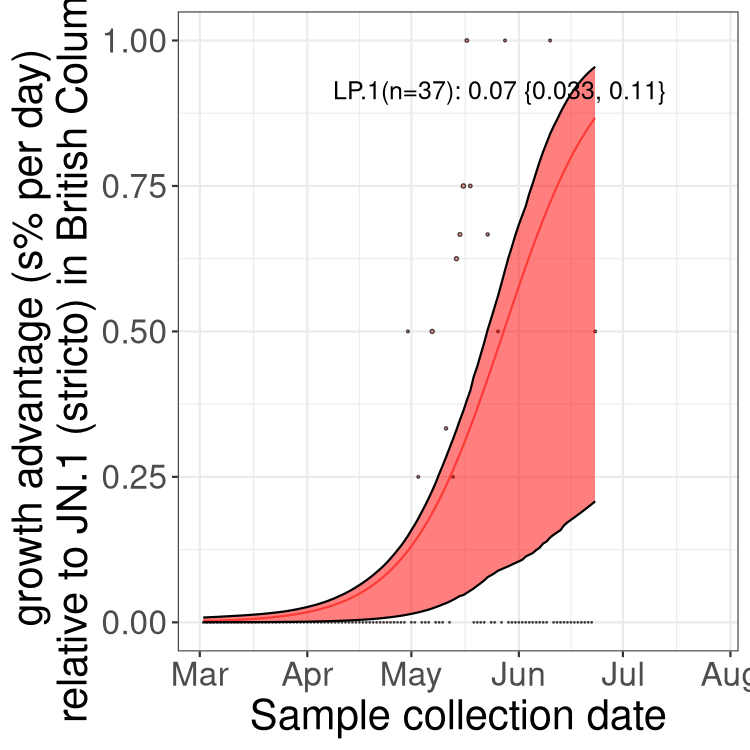 growth advantage (s% per day)
relative to JN.1 (stricto) in British Colum
1.00
0.75
0.50
0.25
0.00
LP.1(n=37): 0.07 {0.033, 0.11}
Mar Apr May Jun Jul Aug
Sample collection date